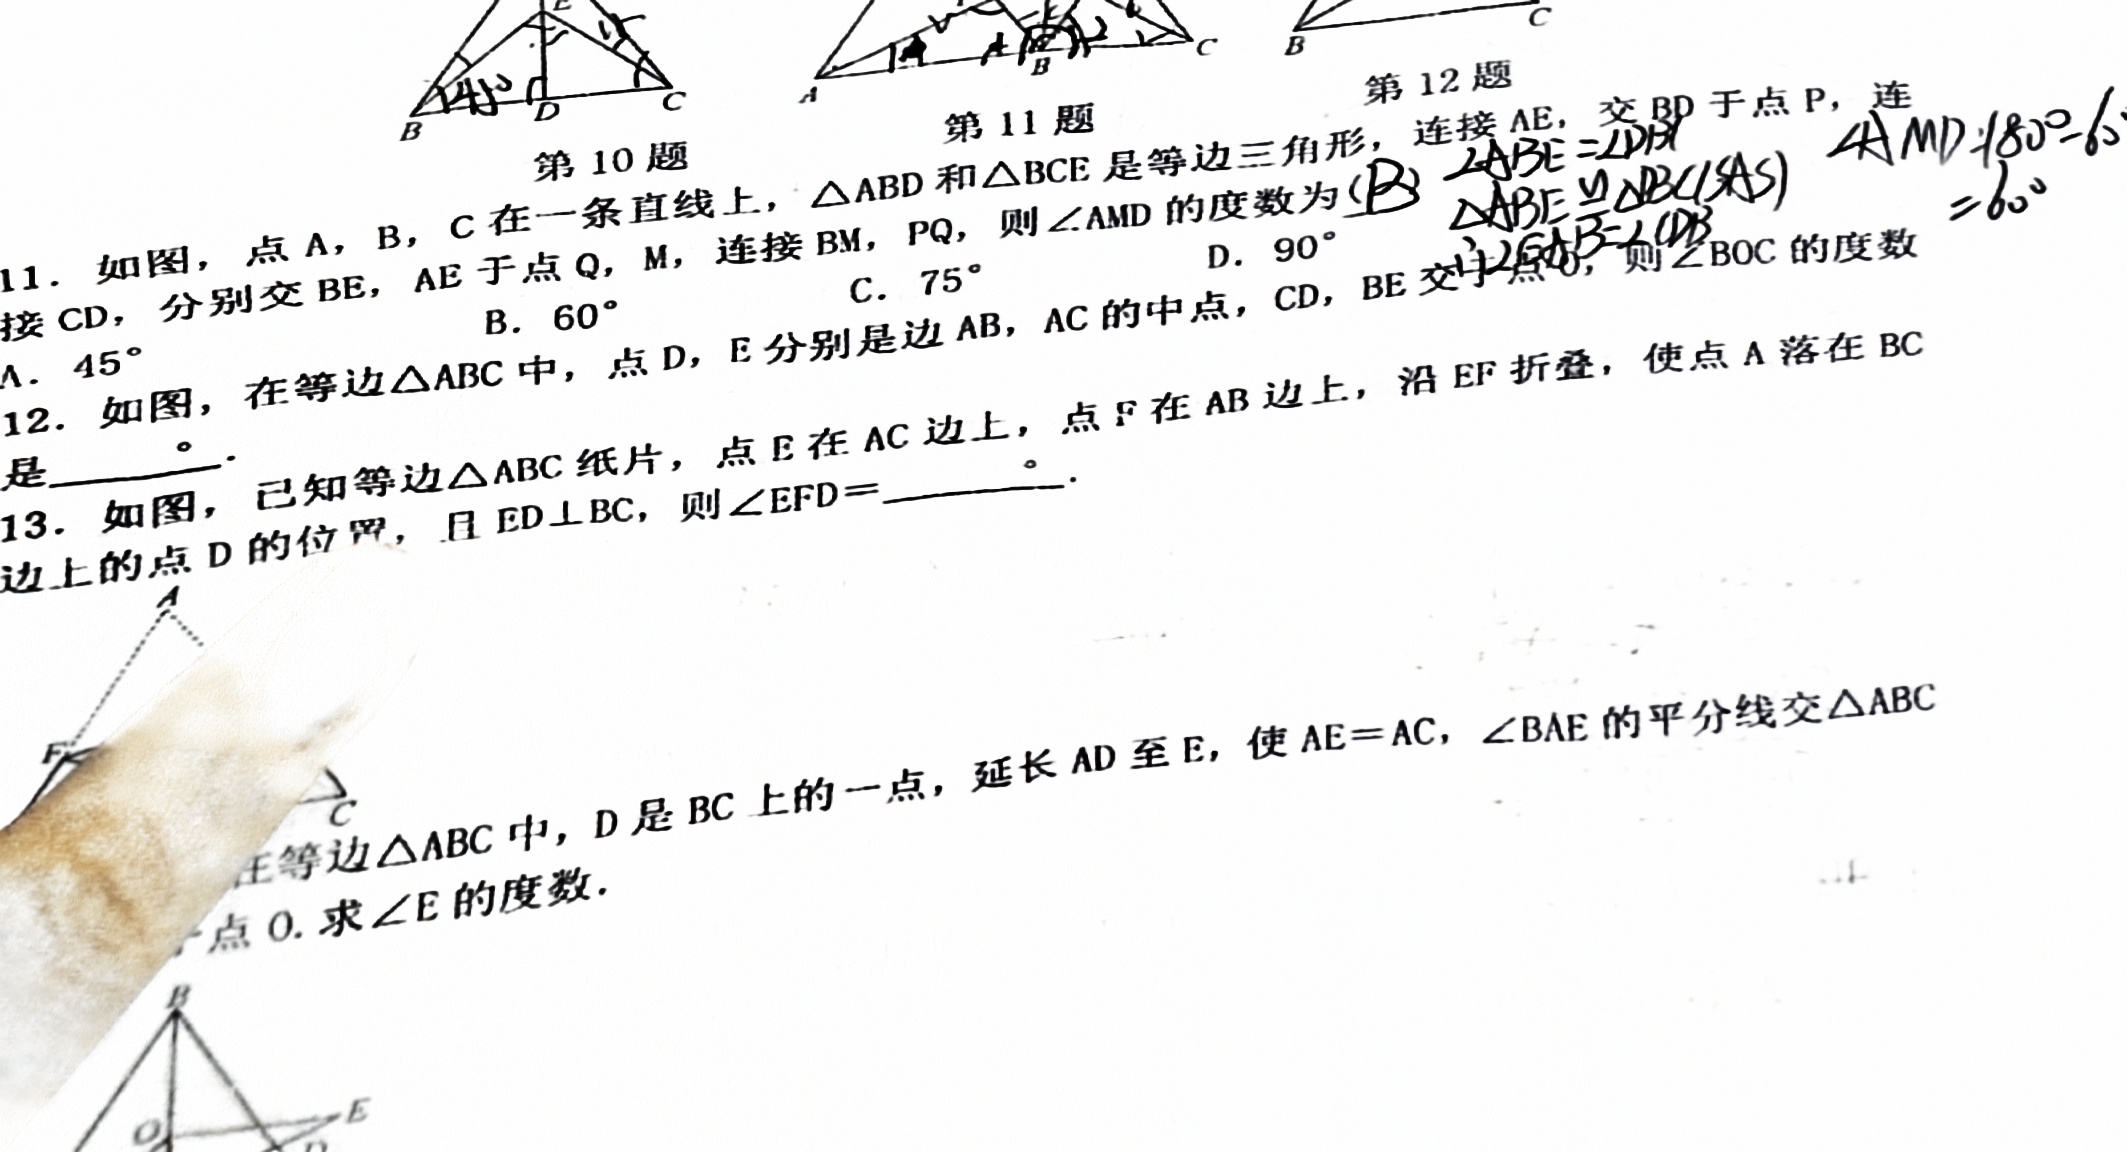 E
B
D
C
45°
A
B
C
B
C
第 10 题
第 11 题
第 12 题
11. 如图，点 A，B，C 在一条直线上，△ABD 和△BCE 是等边三角形，连接 AE，交 BD 于点 P，连
接 CD，分别交 BE，AE 于点 Q，M，连接 BM，PQ，则∠AMD 的度数为(B)
A. 45° B. 60° C. 75° D. 90°
∠ABE=∠DB
△ABE≌△DBC(SAS)
∴∠EAB=∠CDB
∠AMD=180°-60
=60°
12. 如图，在等边△ABC 中，点 D，E 分别是边 AB，AC 的中点，CD，BE 交于点 O，则∠BOC 的度数
是______°.
13. 如图，已知等边△ABC 纸片，点 E 在 AC 边上，点 F 在 AB 边上，沿 EF 折叠，使点 A 落在 BC
边上的点 D 的位置，且 ED⊥BC，则∠EFD＝______°.
A
F
C
在等边△ABC 中，D 是 BC 上的一点，延长 AD 至 E，使 AE＝AC，∠BAE 的平分线交△ABC
点 O. 求∠E 的度数.
B
O
E
D